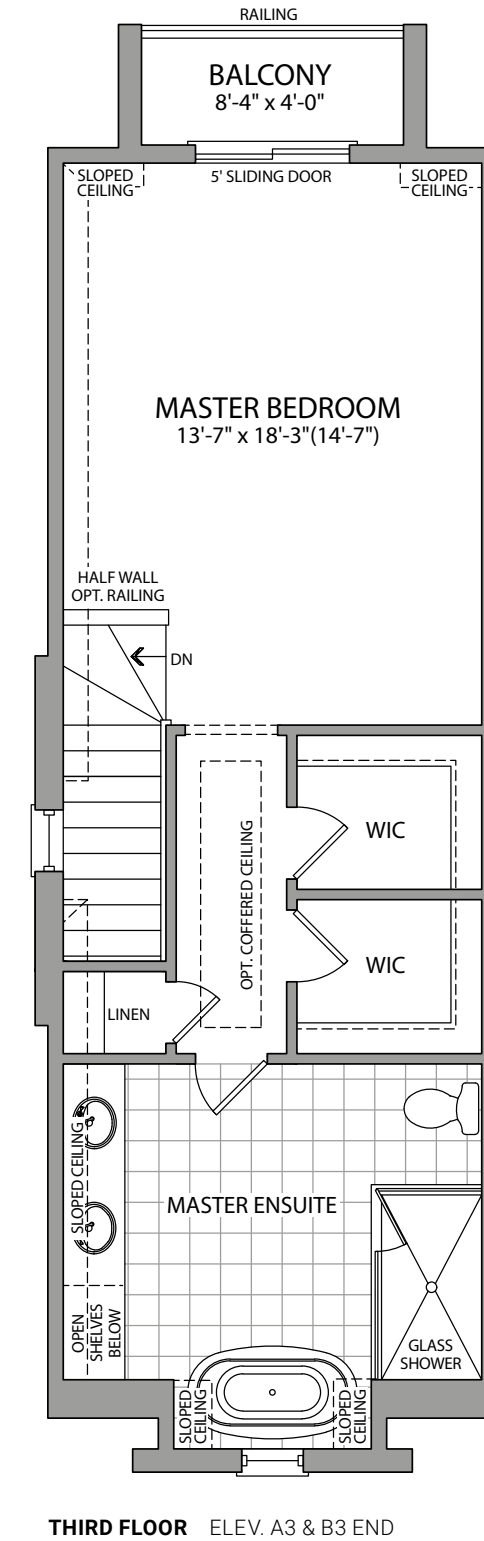 RAILING
BALCONY
8'-4" x 4'-0"
SLOPED
CEILING
5' SLIDING DOOR
SLOPED
CEILING
MASTER BEDROOM
13'-7" x 18'-3"(14'-7")
HALF WALL
OPT. RAILING
DN
OPT. COFFERED CEILING
WIC
WIC
LINEN
SLOPED CEILING
MASTER ENSUITE
OPEN
SHELVES
BELOW
GLASS
SHOWER
SLOPED
CEILING
SLOPED
CEILING
THIRD FLOOR ELEV. A3 & B3 END